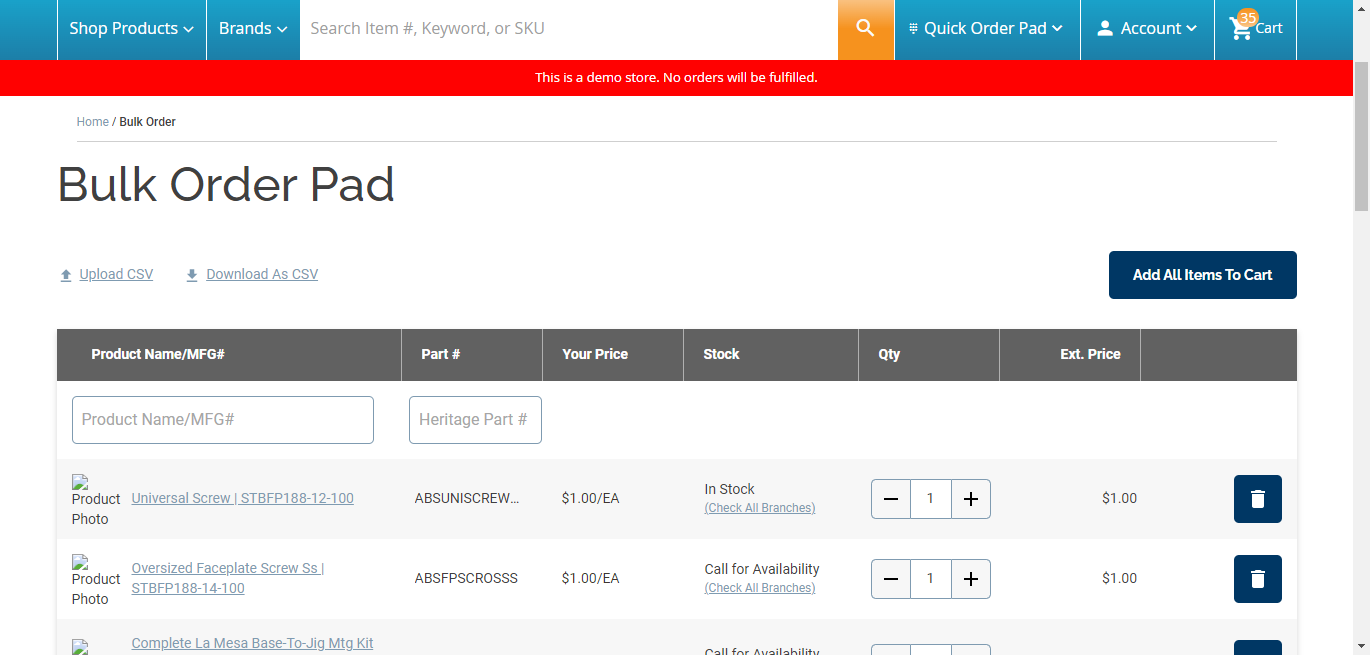 Shop Products
Brands
Search Item #, Keyword, or SKU
Quick Order Pad
Account
35
Cart
This is a demo store. No orders will be fulfilled.
Home / Bulk Order
Bulk Order Pad
Upload CSV
Download As CSV
Add All Items To Cart
Product Name/MFG#
Part #
Your Price
Stock
Qty
Ext. Price
Product Name/MFG#
Heritage Part #
Product
Photo
Universal Screw | STBFP188-12-100
ABSUNISCREW...
$1.00/EA
In Stock
(Check All Branches)
1
$1.00
Product
Photo
Oversized Faceplate Screw Ss |
STBFP188-14-100
ABSFPSCROSSS
$1.00/EA
Call for Availability
(Check All Branches)
1
$1.00
Complete La Mesa Base-To-Jig Mtg Kit
Call for Availability